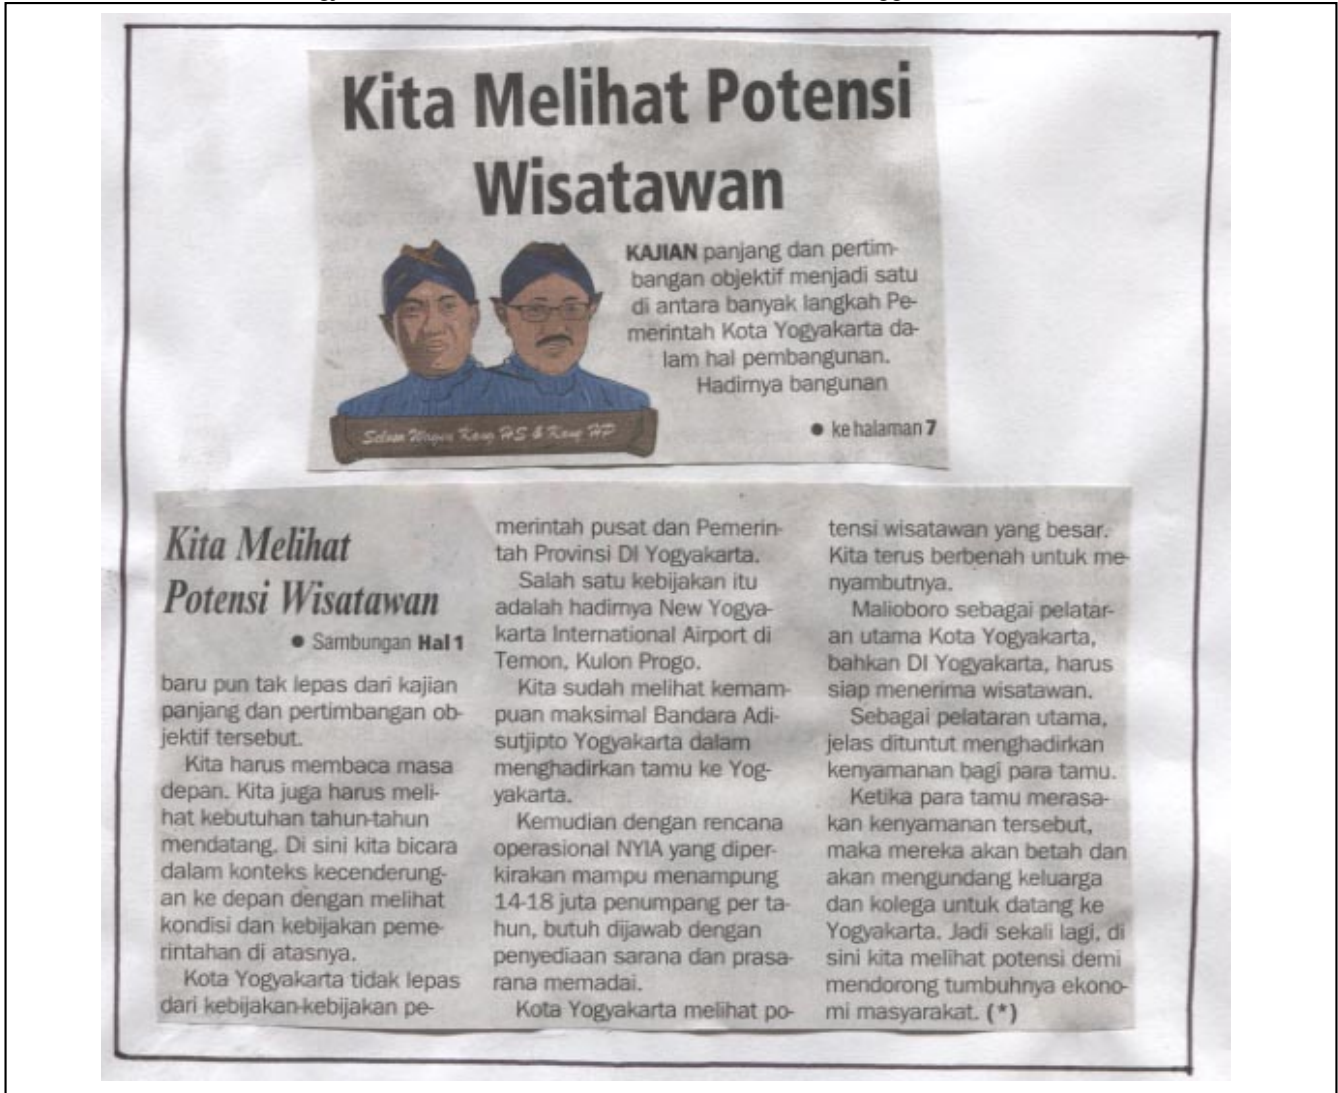 Kita Melihat Potensi
Wisatawan
KAJIAN panjang dan pertim-
bangan objektif menjadi satu
di antara banyak langkah Pe-
merintah Kota Yogyakarta da-
lam hal pembangunan.
Hadirnya bangunan
● ke halaman 7
Selasa Wagen Kang HS & Kang HP
Kita Melihat
Potensi Wisatawan
● Sambungan Hal 1
baru pun tak lepas dari kajian
panjang dan pertimbangan ob-
jektif tersebut.
Kita harus membaca masa
depan. Kita juga harus meli-
hat kebutuhan tahun-tahun
mendatang. Di sini kita bicara
dalam konteks kecenderung-
an ke depan dengan melihat
kondisi dan kebijakan peme-
rintahan di atasnya.
Kota Yogyakarta tidak lepas
dari kebijakan-kebijakan pe-
merintah pusat dan Pemerin-
tah Provinsi DI Yogyakarta.
Salah satu kebijakan itu
adalah hadirnya New Yogya-
karta International Airport di
Temon, Kulon Progo.
Kita sudah melihat kemam-
puan maksimal Bandara Adi-
sutjipto Yogyakarta dalam
menghadirkan tamu ke Yog-
yakarta.
Kemudian dengan rencana
operasional NYIA yang diper-
kirakan mampu menampung
14-18 juta penumpang per ta-
hun, butuh dijawab dengan
penyediaan sarana dan prasa-
rana memadai.
Kota Yogyakarta melihat po-
tensi wisatawan yang besar.
Kita terus berbenah untuk me-
nyambutnya.
Malioboro sebagai pelatar-
an utama Kota Yogyakarta,
bahkan DI Yogyakarta, harus
siap menerima wisatawan.
Sebagai pelataran utama,
jelas dituntut menghadirkan
kenyamanan bagi para tamu.
Ketika para tamu merasa-
kan kenyamanan tersebut,
maka mereka akan betah dan
akan mengundang keluarga
dan kolega untuk datang ke
Yogyakarta. Jadi sekali lagi, di
sini kita melihat potensi demi
mendorong tumbuhnya ekono-
mi masyarakat. (*)